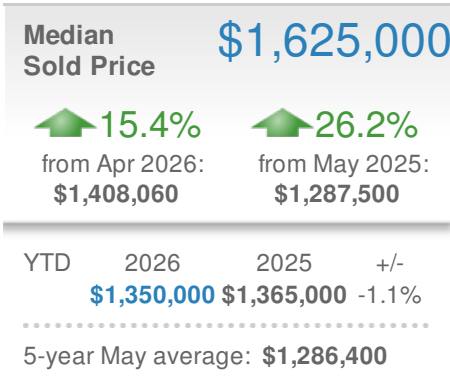 Median $1,625,000
Sold Price
15.4% 26.2%
from Apr 2026: from May 2025:
$1,408,060 $1,287,500
YTD 2026 2025 +/-
$1,350,000 $1,365,000 -1.1%
5-year May average: $1,286,400